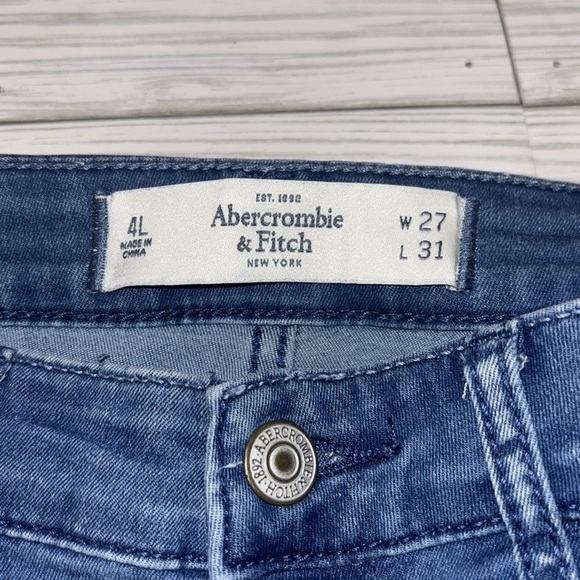 4L
MADE IN
CHINA
EST. 1892
Abercrombie
& Fitch
NEW YORK
W 27
L 31
ABERCROMBIE & FITCH · 1892 ·